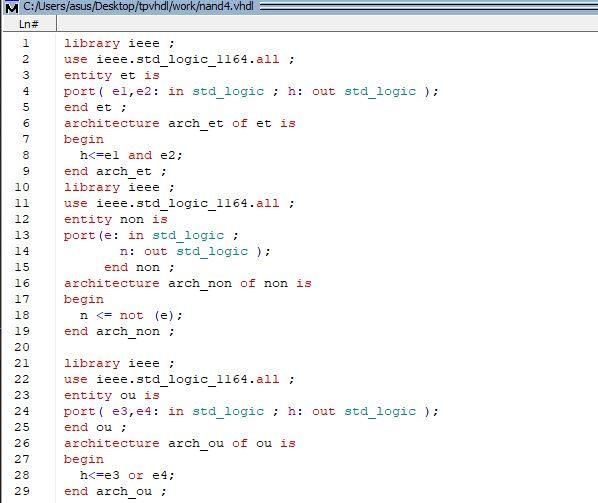 C:/Users/asus/Desktop/tpvhdl/work/nand4.vhdl
Ln#
1 library ieee ;
2 use ieee.std_logic_1164.all ;
3 entity et is
4 port( e1,e2: in std_logic ; h: out std_logic );
5 end et ;
6 architecture arch_et of et is
7 begin
8 h<=e1 and e2;
9 end arch_et ;
10 library ieee ;
11 use ieee.std_logic_1164.all ;
12 entity non is
13 port(e: in std_logic ;
14 n: out std_logic );
15 end non ;
16 architecture arch_non of non is
17 begin
18 n <= not (e);
19 end arch_non ;
20
21 library ieee ;
22 use ieee.std_logic_1164.all ;
23 entity ou is
24 port( e3,e4: in std_logic ; h: out std_logic );
25 end ou ;
26 architecture arch_ou of ou is
27 begin
28 h<=e3 or e4;
29 end arch_ou ;